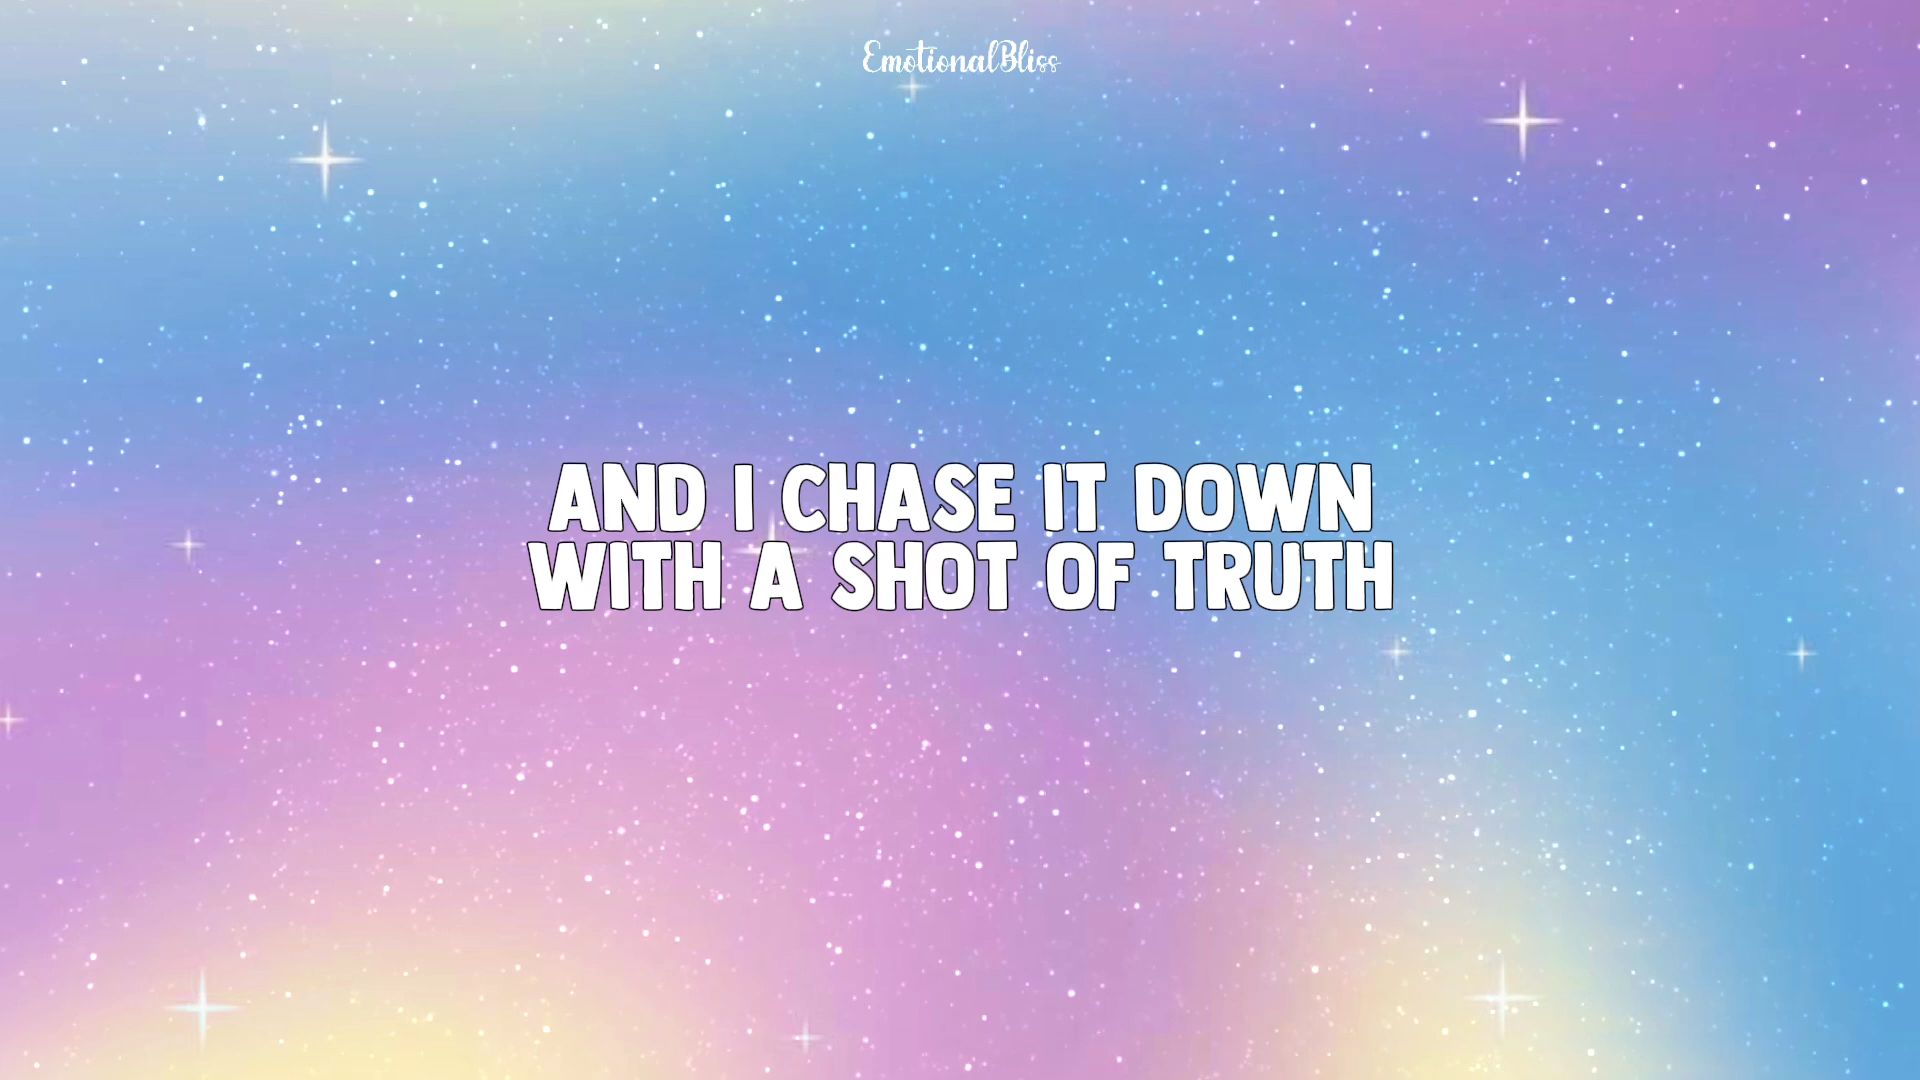 EmotionalBliss
AND I CHASE IT DOWN
WITH A SHOT OF TRUTH